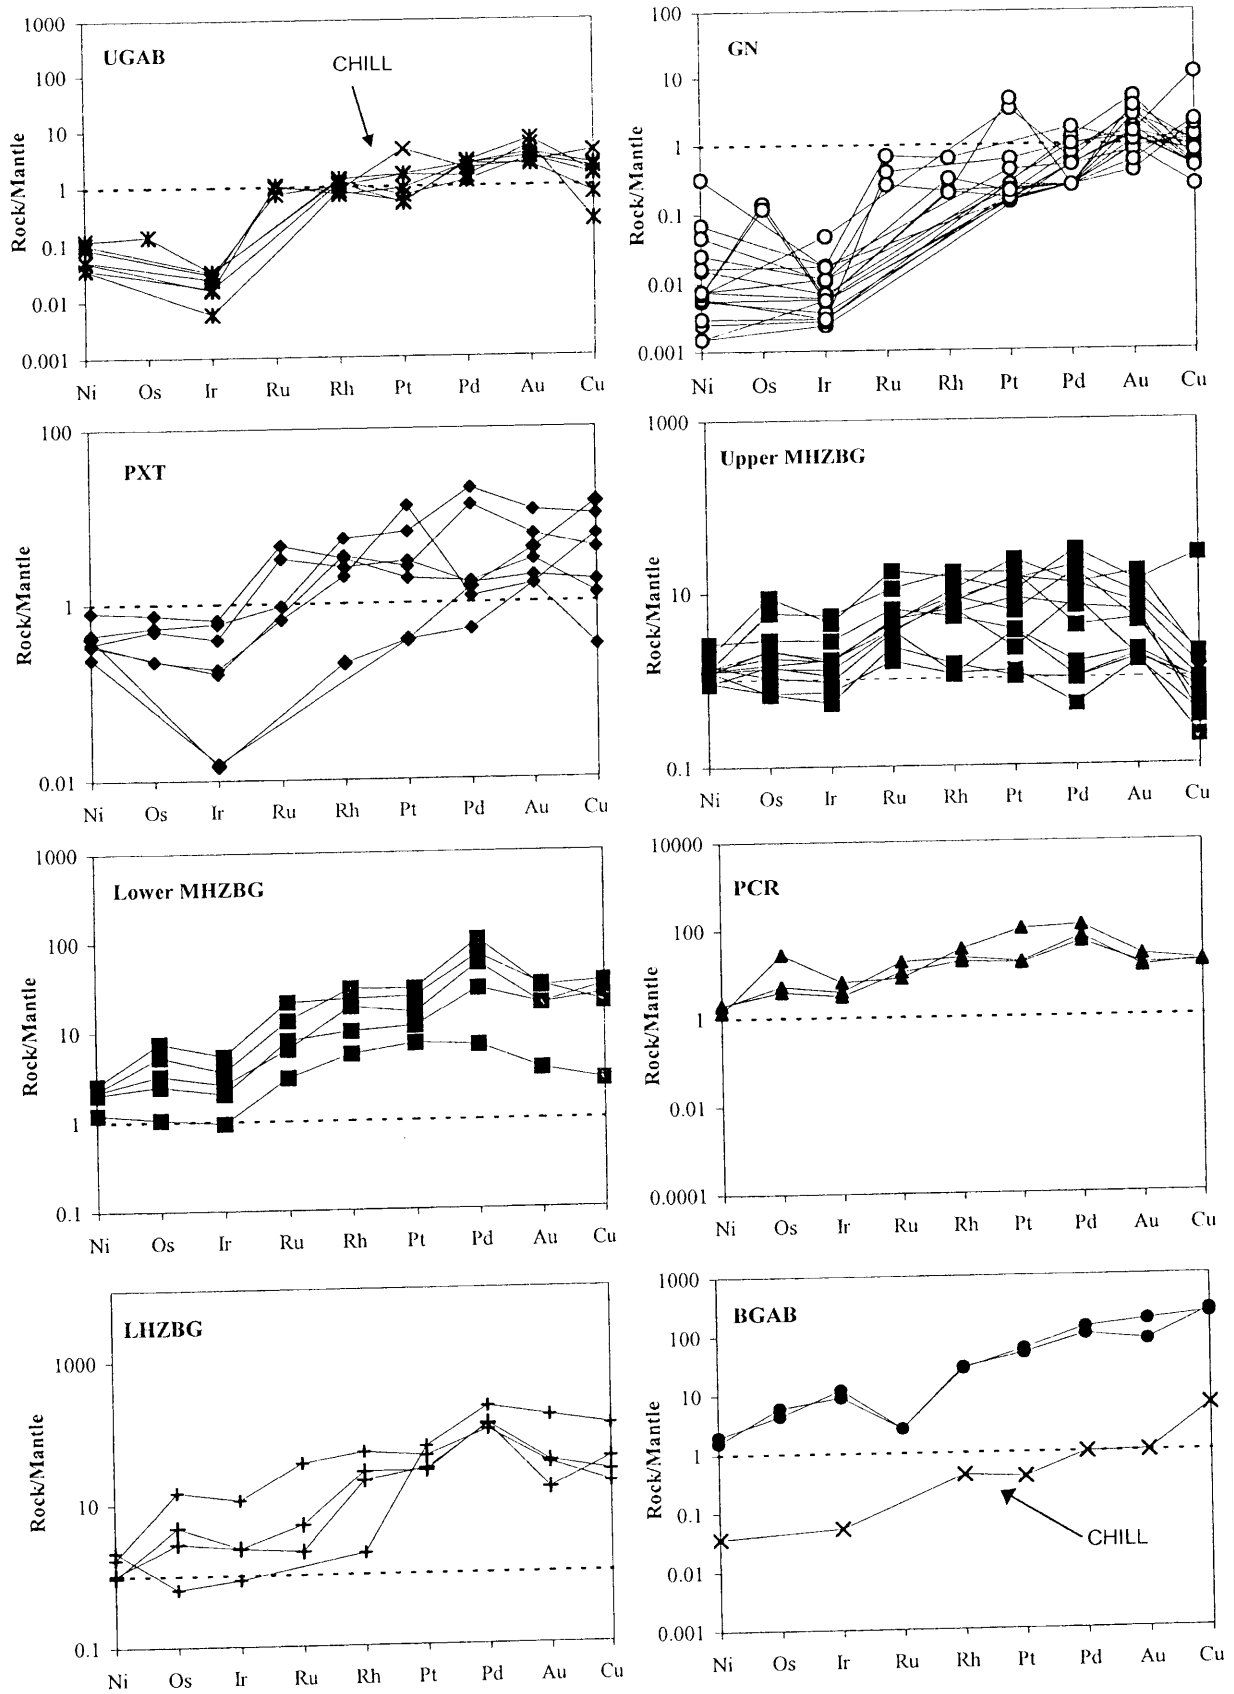 UGAB
CHILL
Rock/Mantle
1000
100
10
1
0.1
0.01
0.001
Ni Os Ir Ru Rh Pt Pd Au Cu
GN
Rock/Mantle
100
10
1
0.1
0.01
0.001
Ni Os Ir Ru Rh Pt Pd Au Cu
PXT
Rock/Mantle
100
1
0.01
Ni Os Ir Ru Rh Pt Pd Au Cu
Upper MHZBG
Rock/Mantle
1000
10
0.1
Ni Os Ir Ru Rh Pt Pd Au Cu
Lower MHZBG
Rock/Mantle
1000
100
10
1
0.1
Ni Os Ir Ru Rh Pt Pd Au Cu
PCR
Rock/Mantle
10000
100
1
0.01
0.0001
Ni Os Ir Ru Rh Pt Pd Au Cu
LHZBG
Rock/Mantle
1000
10
0.1
Ni Os Ir Ru Rh Pt Pd Au Cu
BGAB
Rock/Mantle
1000
100
10
1
0.1
0.01
0.001
CHILL
Ni Os Ir Ru Rh Pt Pd Au Cu